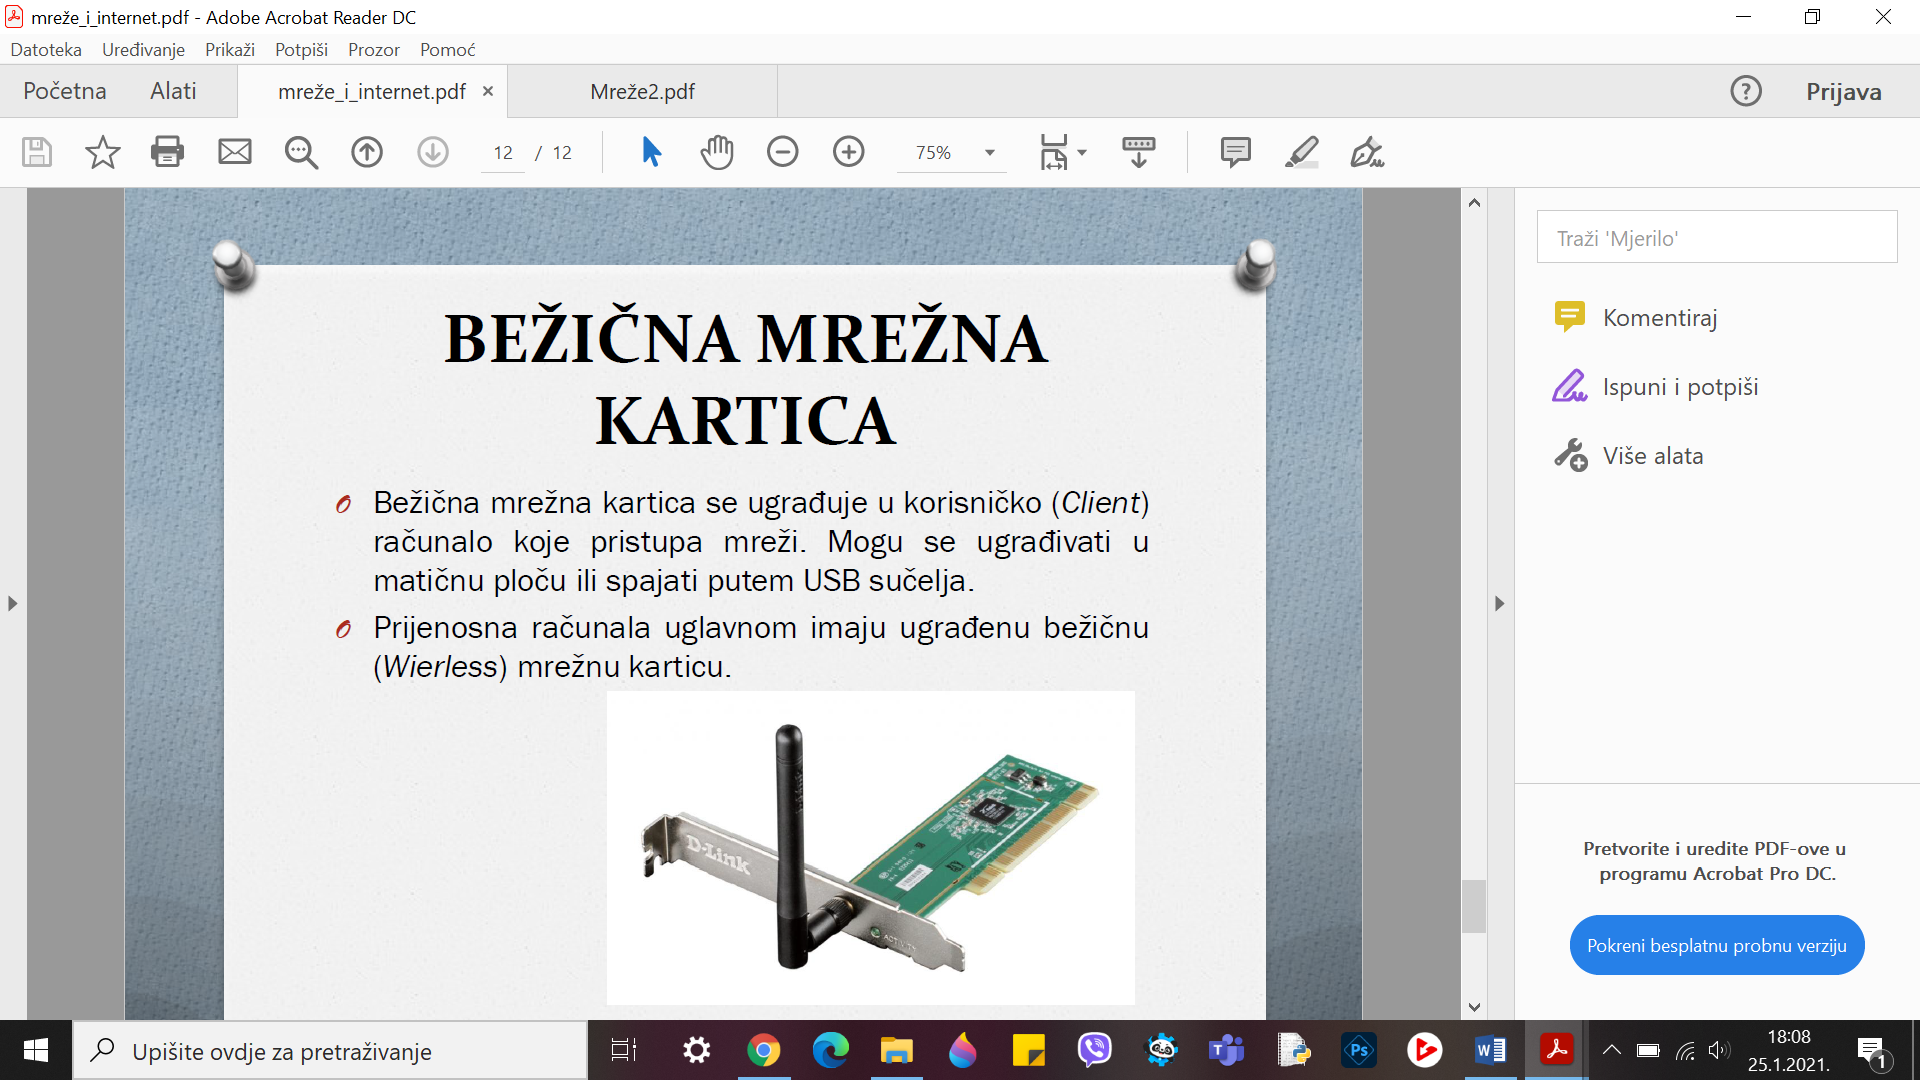 mreže_i_internet.pdf - Adobe Acrobat Reader DC
Datoteka Uređivanje Prikaži Potpiši Prozor Pomoć
Početna Alati mreže_i_internet.pdf × Mreže2.pdf ? Prijava
12 / 12 75%
BEŽIČNA MREŽNA
KARTICA
Bežična mrežna kartica se ugrađuje u korisničko (Client)
računalo koje pristupa mreži. Mogu se ugrađivati u
matičnu ploču ili spajati putem USB sučelja.
Prijenosna računala uglavnom imaju ugrađenu bežičnu
(Wierless) mrežnu karticu.
D-Link
ACTIVITY
Traži 'Mjerilo'
Komentiraj
Ispuni i potpiši
Više alata
Pretvorite i uredite PDF-ove u
programu Acrobat Pro DC.
Pokreni besplatnu probnu verziju
Upišite ovdje za pretraživanje
Ps
W
18:08
25.1.2021.
1